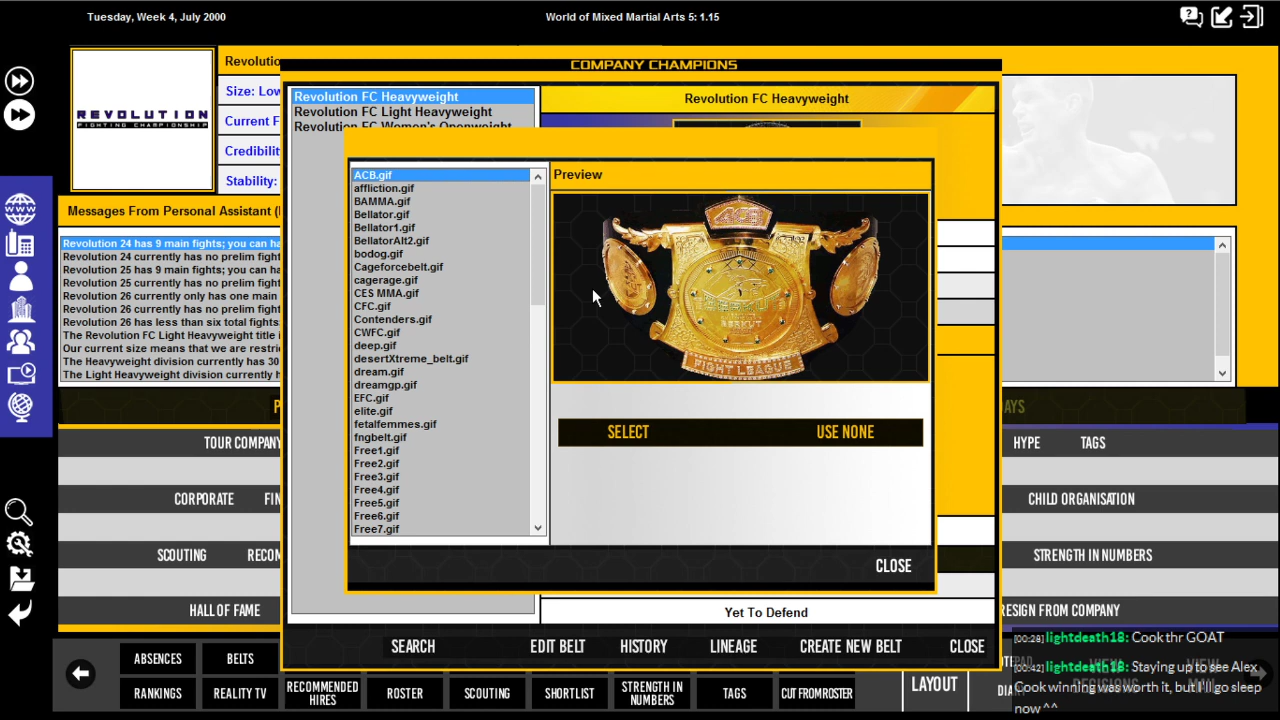 Tuesday, Week 4, July 2000
World of Mixed Martial Arts 5: 1.15
COMPANY CHAMPIONS
REVOLUTION
FIGHTING CHAMPIONSHIP
Revolutio
Size: Low
Current F
Credibilit
Stability:
Revolution FC Heavyweight
Revolution FC Light Heavyweight
Revolution FC Women's Openweight
Revolution FC Heavyweight
Messages From Personal Assistant (
Revolution 24 has 9 main fights; you can ha
Revolution 24 currently has no prelim fight
Revolution 25 has 9 main fights; you can ha
Revolution 25 currently has no prelim fight
Revolution 26 currently only has one main
Revolution 26 currently has no prelim fight
Revolution 26 has less than six total fights
The Revolution FC Light Heavyweight title i
Our current size means that we are restri
The Heavyweight division currently has 30
The Light Heavyweight division currently h
ACB.gif
affliction.gif
BAMMA.gif
Bellator.gif
Bellator1.gif
BellatorAlt2.gif
bodog.gif
Cageforcebelt.gif
cagerage.gif
CES MMA.gif
CFC.gif
Contenders.gif
CWFC.gif
deep.gif
desertXtreme_belt.gif
dream.gif
dreamgp.gif
EFC.gif
elite.gif
fetalfemmes.gif
fngbelt.gif
Free1.gif
Free2.gif
Free3.gif
Free4.gif
Free5.gif
Free6.gif
Free7.gif
Preview
ACB
FIGHT LEAGUE
SELECT
USE NONE
CLOSE
P
AYS
TOUR COMPANY
HYPE
TAGS
CORPORATE
FIN
CHILD ORGANISATION
SCOUTING
RECOM
STRENGTH IN NUMBERS
HALL OF FAME
RESIGN FROM COMPANY
Yet To Defend
SEARCH
EDIT BELT
HISTORY
LINEAGE
CREATE NEW BELT
CLOSE
ABSENCES
BELTS
RANKINGS
REALITY TV
RECOMMENDED HIRES
ROSTER
SCOUTING
SHORTLIST
STRENGTH IN NUMBERS
TAGS
CUT FROM ROSTER
LAYOUT
[00:29] lightdeath18: Cook thr GOAT
[00:42] lightdeath18: Staying up to see Alex
Cook winning was worth it, but I'll go sleep
now ^^